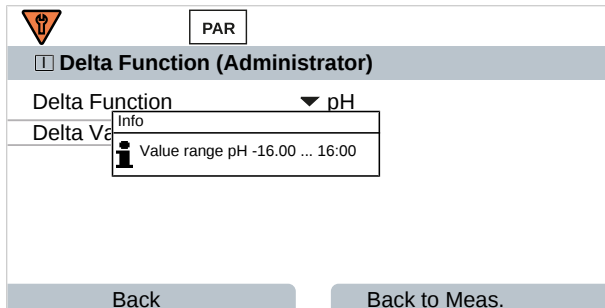 PAR
Delta Function (Administrator)
Delta Function pH
Delta Va
Info
Value range pH -16.00 ... 16:00
Back Back to Meas.